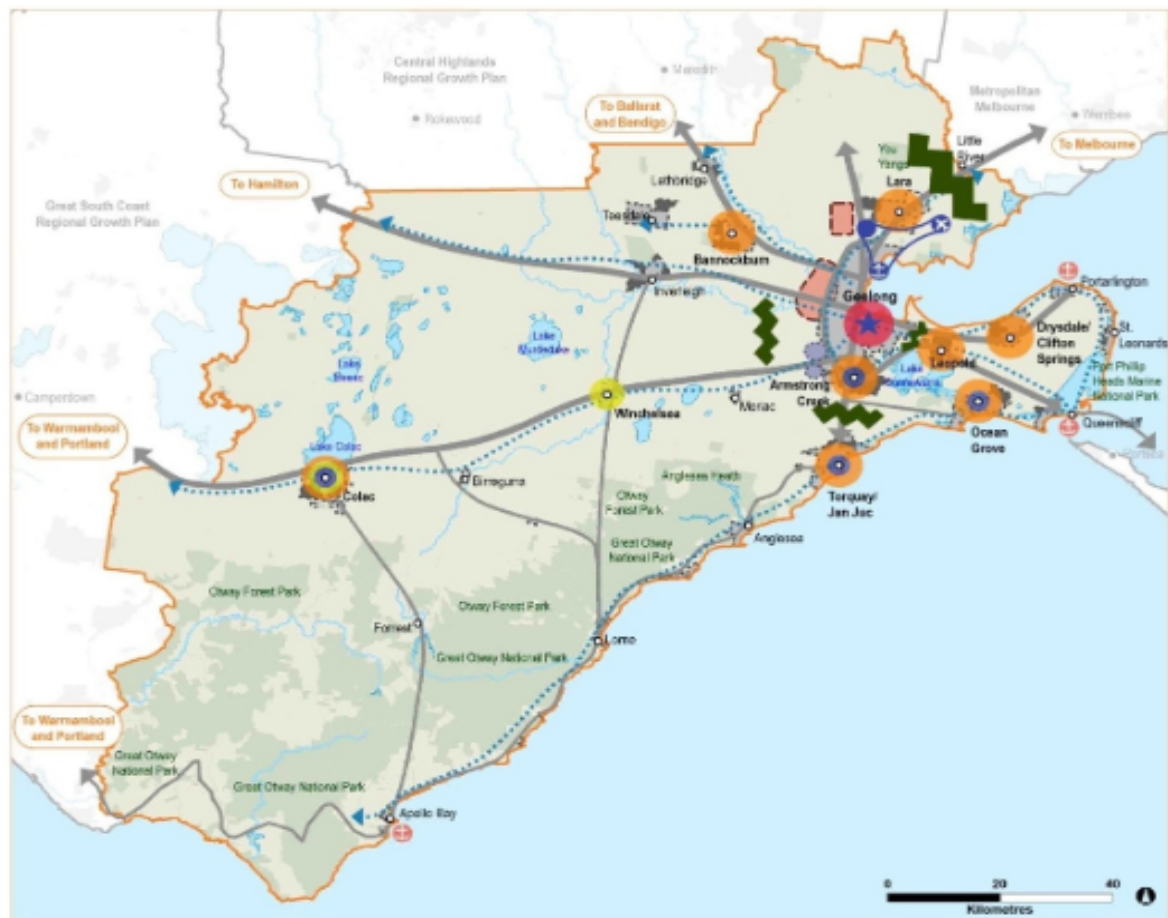 Central Highlands
Regional Growth Plan
Meredith
Rokewood
To Ballarat
and Bendigo
Metropolitan
Melbourne
Werribee
Little
River
To Melbourne
You
Yangs
Lara
Lethbridge
To Hamilton
Great South Coast
Regional Growth Plan
Teesdale
Bannockburn
Inverleigh
Geelong
Portarlington
Drysdale/
Clifton
Springs
St.
Leonards
Leopold
Lake
Murdeduke
Port Phillip
Heads Marine
National Park
Armstrong
Creek
Lake
Camperdown
Winchelsea
Moriac
Ocean
Grove
Queenscliff
To Warrnambool
and Portland
Lake Colac
Colac
Birregurra
Anglesea Heath
Torquay/
Jan Juc
Otway
Forest Park
Great Otway
National Park
Anglesea
Otway Forest Park
Otway Forest Park
Forrest
Lorne
Great Otway National Park
To Warrnambool
and Portland
Great Otway
National Park
Great Otway National Park
Apollo Bay
0 20 40
Kilometres